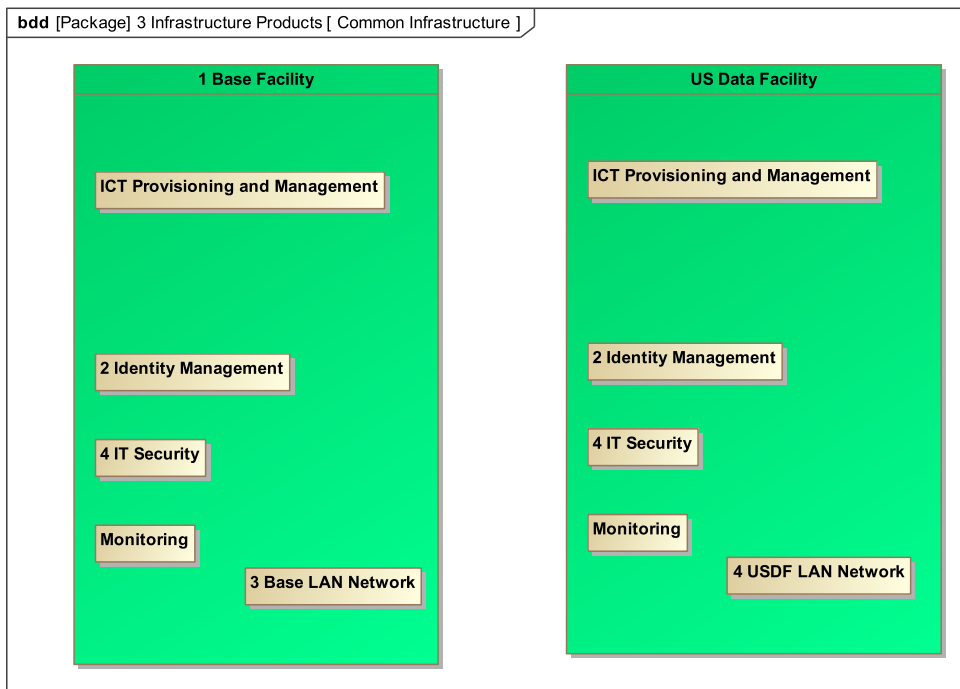 bdd [Package] 3 Infrastructure Products [ Common Infrastructure ]
1 Base Facility
ICT Provisioning and Management
2 Identity Management
4 IT Security
Monitoring
3 Base LAN Network
US Data Facility
ICT Provisioning and Management
2 Identity Management
4 IT Security
Monitoring
4 USDF LAN Network